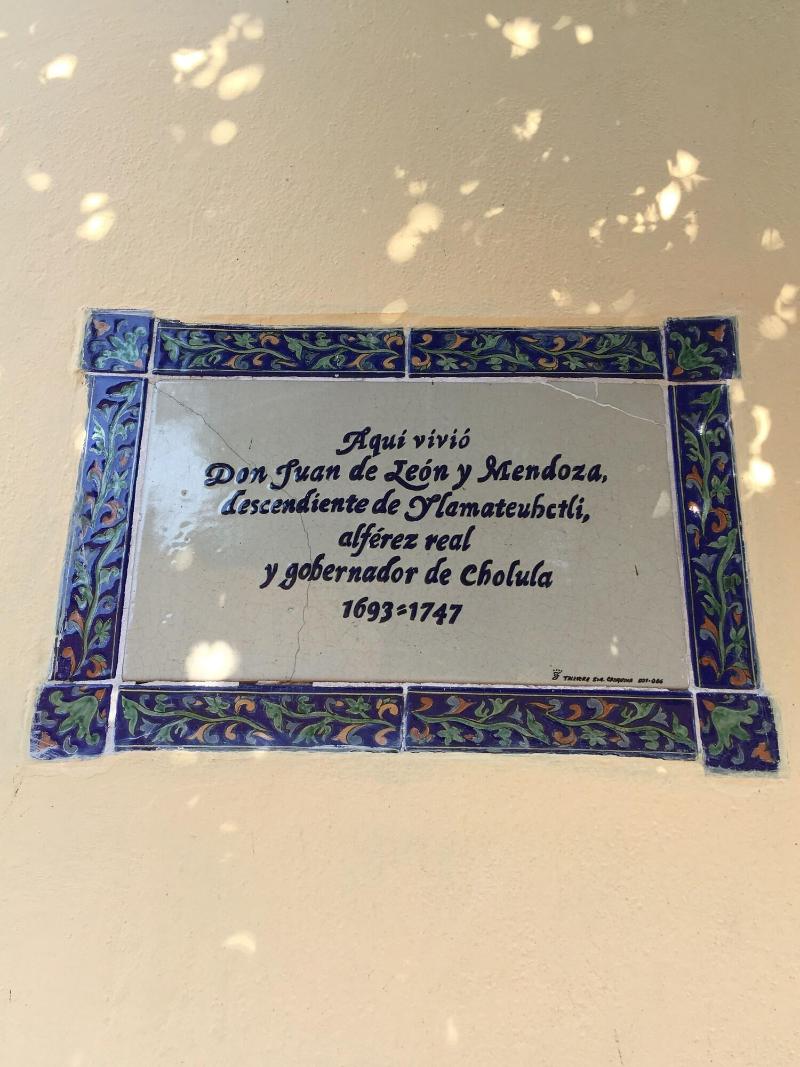 Aquí vivió
Don Juan de León y Mendoza,
descendiente de Ylamateuhctli,
alférez real
y gobernador de Cholula
1693-1747